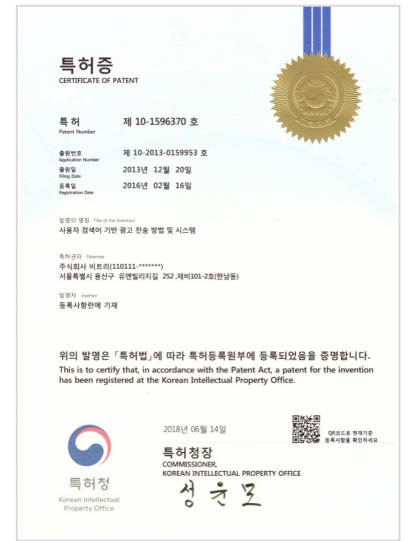 특허증
CERTIFICATE OF PATENT
특 허 제 10-1596370 호
Patent Number
출원번호 제 10-2013-0159953 호
Application Number
출원일 2013년 12월 20일
Filing Date
등록일 2016년 02월 16일
Registration Date
발명의 명칭 Title of the Invention
사용자 검색어 기반 광고 전송 방법 및 시스템
특허권자 Patentee
주식회사 비트리(110111-*******)
서울특별시 용산구 유엔빌리지길 252 ,제비101-2호(한남동)
발명자 Inventor
등록사항란에 기재
위의 발명은 「특허법」에 따라 특허등록원부에 등록되었음을 증명합니다.
This is to certify that, in accordance with the Patent Act, a patent for the invention
has been registered at the Korean Intellectual Property Office.
2018년 06월 14일
QR코드로 현재기준
등록사항을 확인하세요
특허청장
COMMISSIONER,
KOREAN INTELLECTUAL PROPERTY OFFICE
성윤모
특허청
Korean Intellectual
Property Office